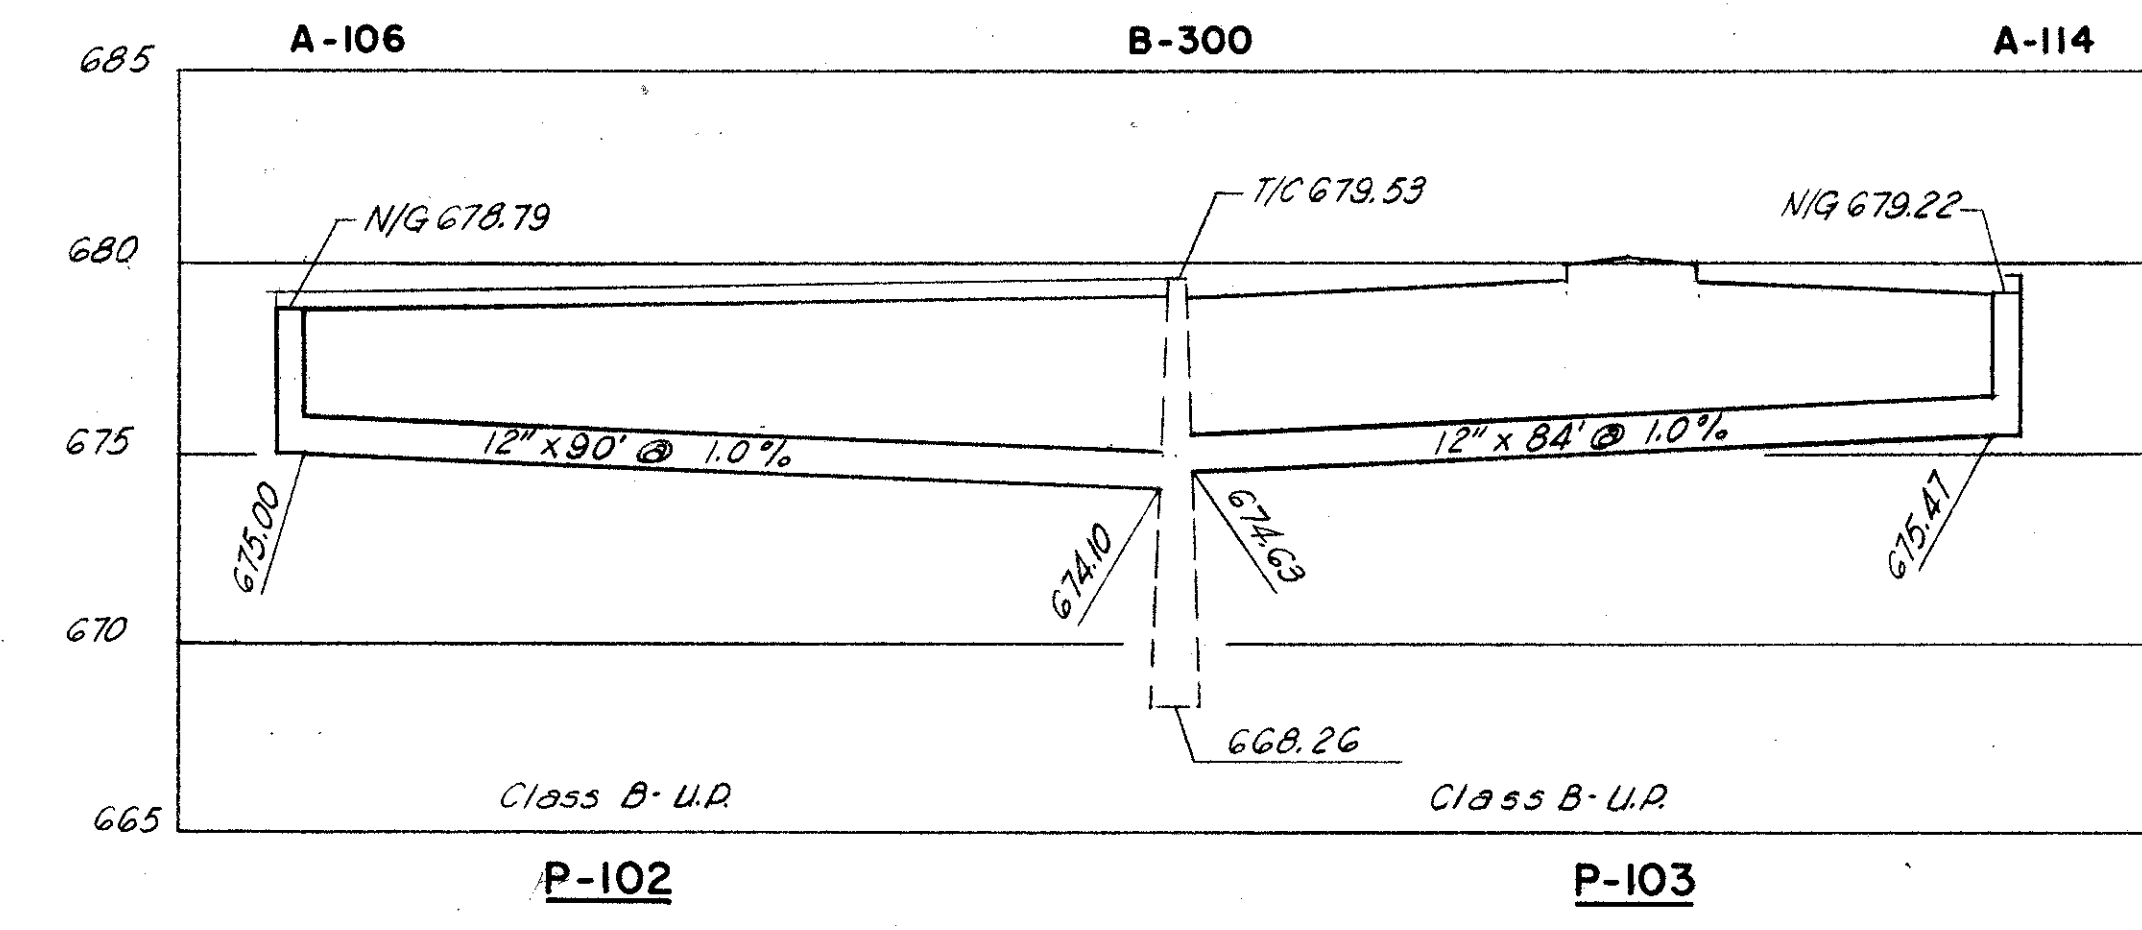 A-106 B-300 A-114
685
T/C 679.53
N/G 678.79 N/G 679.22
680
675
12" x 90' @ 1.0% 12" x 84' @ 1.0%
675.00 674.10 674.63 675.47
670
668.26
Class B-U.P. Class B-U.P.
665
P-102 P-103